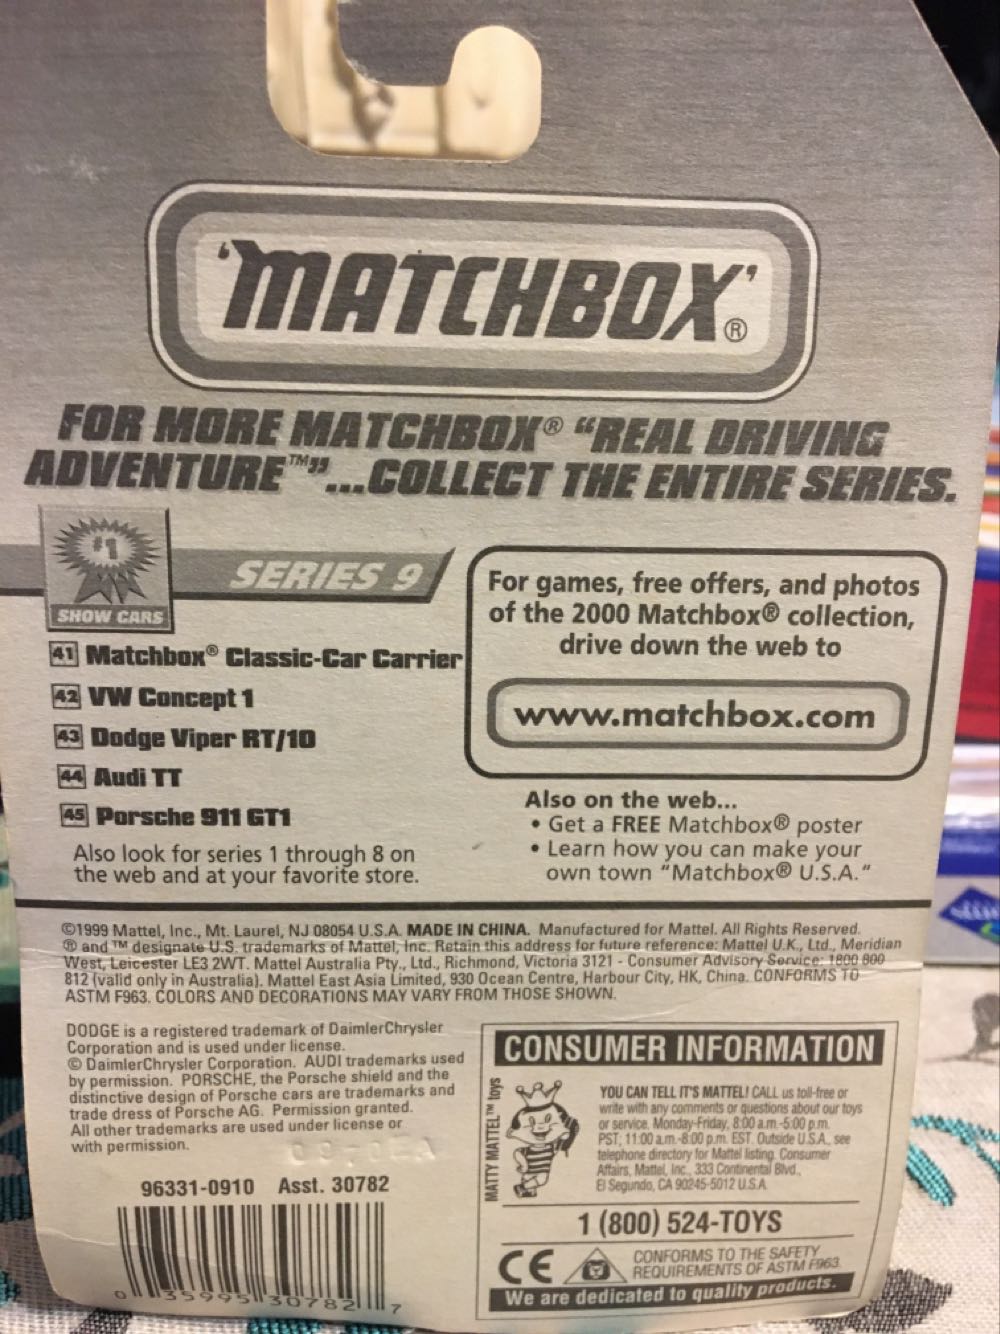 'MATCHBOX'®
FOR MORE MATCHBOX® “REAL DRIVING
ADVENTURE™”...COLLECT THE ENTIRE SERIES.
#1
SHOW CARS
SERIES 9
41 Matchbox® Classic-Car Carrier
42 VW Concept 1
43 Dodge Viper RT/10
44 Audi TT
45 Porsche 911 GT1
Also look for series 1 through 8 on
the web and at your favorite store.
For games, free offers, and photos
of the 2000 Matchbox® collection,
drive down the web to
www.matchbox.com
Also on the web...
• Get a FREE Matchbox® poster
• Learn how you can make your
own town “Matchbox® U.S.A.“
©1999 Mattel, Inc., Mt. Laurel, NJ 08054 U.S.A. MADE IN CHINA. Manufactured for Mattel. All Rights Reserved.
® and ™ designate U.S. trademarks of Mattel, Inc. Retain this address for future reference: Mattel U.K., Ltd., Meridian
West, Leicester LE3 2WT. Mattel Australia Pty., Ltd., Richmond, Victoria 3121 - Consumer Advisory Service: 1800 800
812 (valid only in Australia). Mattel East Asia Limited, 930 Ocean Centre, Harbour City, HK, China. CONFORMS TO
ASTM F963. COLORS AND DECORATIONS MAY VARY FROM THOSE SHOWN.
DODGE is a registered trademark of DaimlerChrysler
Corporation and is used under license.
© DaimlerChrysler Corporation. AUDI trademarks used
by permission. PORSCHE, the Porsche shield and the
distinctive design of Porsche cars are trademarks and
trade dress of Porsche AG. Permission granted.
All other trademarks are used under license or
with permission.
96331-0910 Asst. 30782
0 35995 30782 7
CONSUMER INFORMATION
MATTY MATTEL™ toys
YOU CAN TELL IT'S MATTEL! CALL us toll-free or
write with any comments or questions about our toys
or service. Monday-Friday, 8:00 a.m.-5:00 p.m.
PST; 11:00 a.m.-8:00 p.m. EST. Outside U.S.A., see
telephone directory for Mattel listing. Consumer
Affairs, Mattel, Inc., 333 Continental Blvd.,
El Segundo, CA 90245-5012 U.S.A.
1 (800) 524-TOYS
CE
CONFORMS TO THE SAFETY
REQUIREMENTS OF ASTM F963.
We are dedicated to quality products.